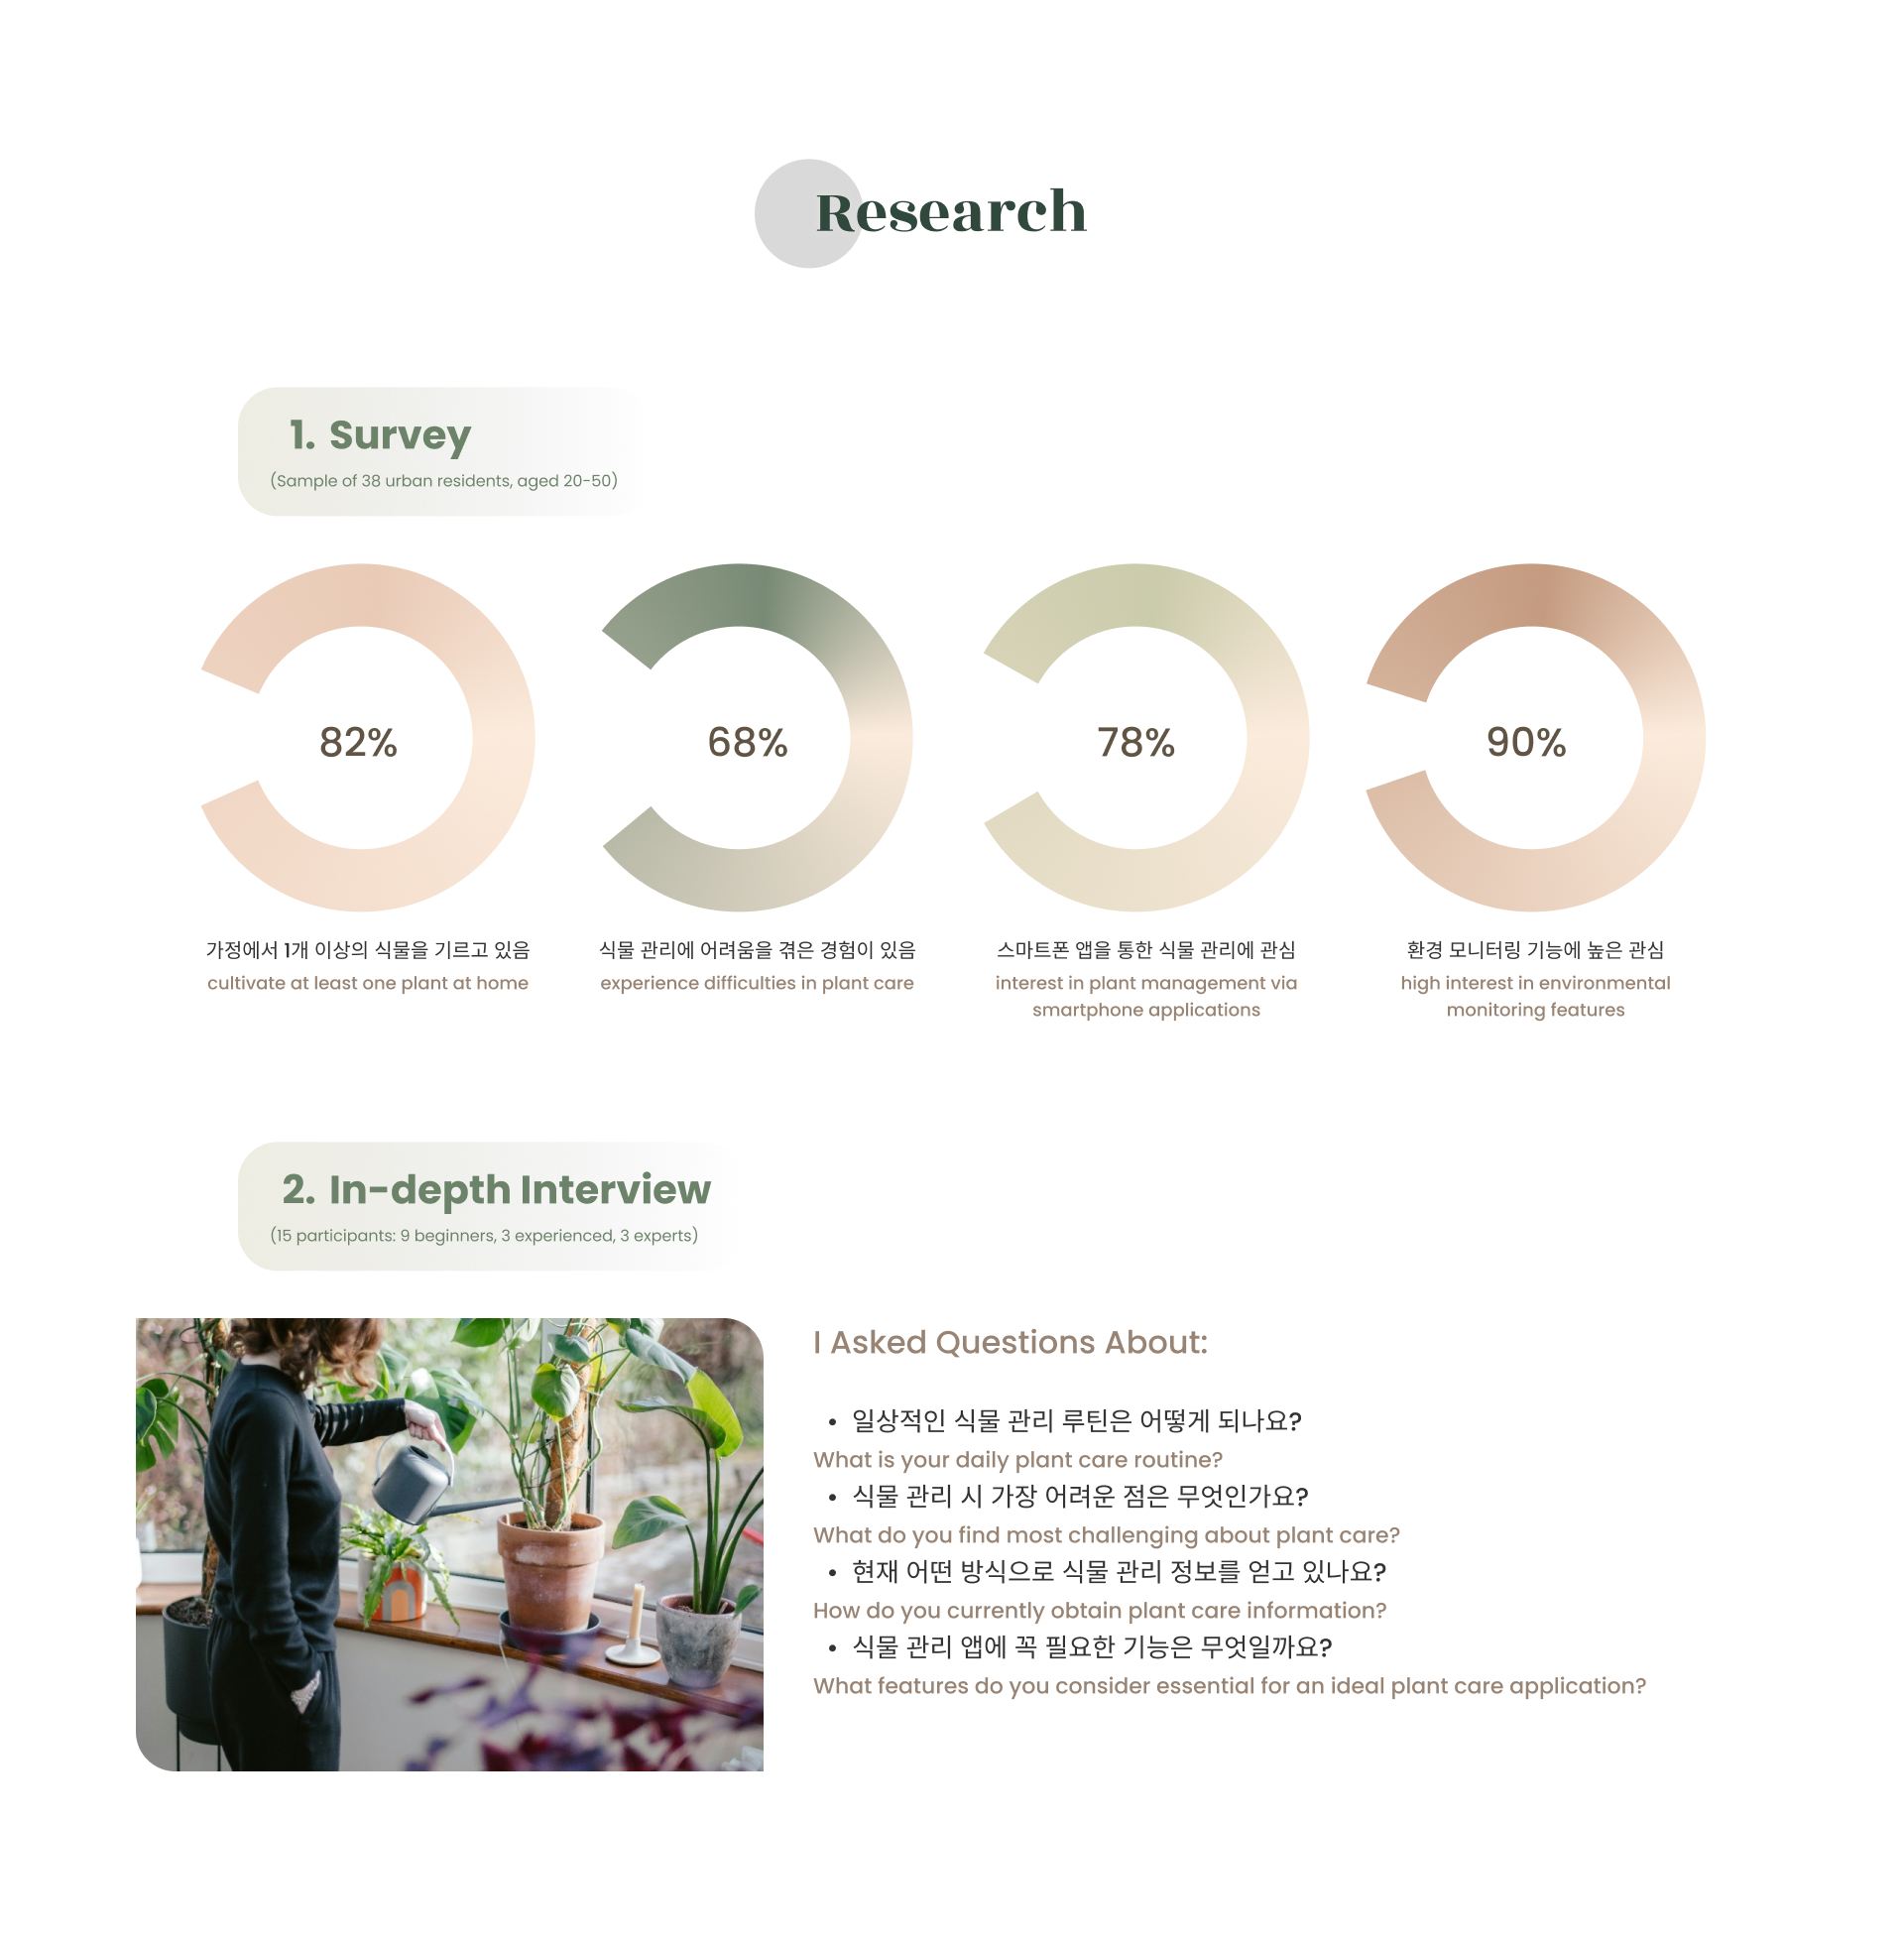 Research
1. Survey
(Sample of 38 urban residents, aged 20-50)
82%
가정에서 1개 이상의 식물을 기르고 있음
cultivate at least one plant at home
68%
식물 관리에 어려움을 겪은 경험이 있음
experience difficulties in plant care
78%
스마트폰 앱을 통한 식물 관리에 관심
interest in plant management via
smartphone applications
90%
환경 모니터링 기능에 높은 관심
high interest in environmental
monitoring features
2. In-depth Interview
(15 participants: 9 beginners, 3 experienced, 3 experts)
I Asked Questions About:
• 일상적인 식물 관리 루틴은 어떻게 되나요?
What is your daily plant care routine?
• 식물 관리 시 가장 어려운 점은 무엇인가요?
What do you find most challenging about plant care?
• 현재 어떤 방식으로 식물 관리 정보를 얻고 있나요?
How do you currently obtain plant care information?
• 식물 관리 앱에 꼭 필요한 기능은 무엇일까요?
What features do you consider essential for an ideal plant care application?